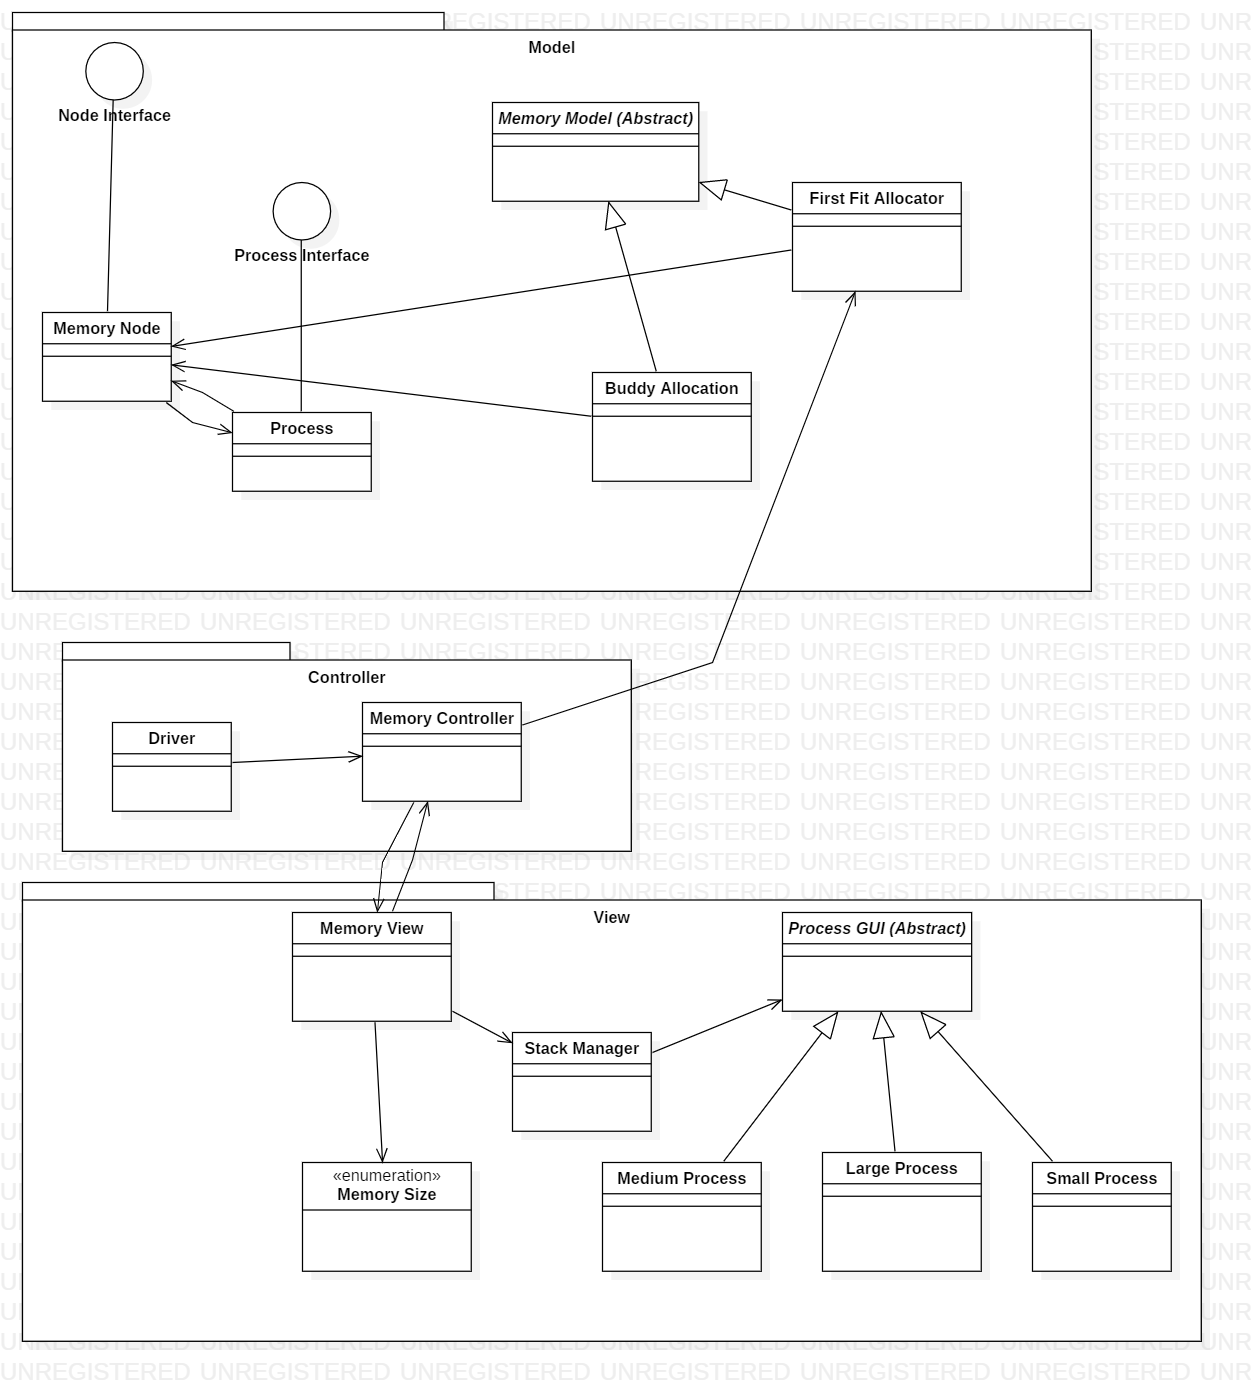 Model
Node Interface
Memory Model (Abstract)
First Fit Allocator
Process Interface
Memory Node
Buddy Allocation
Process
Controller
Memory Controller
Driver
View
Memory View
Process GUI (Abstract)
Stack Manager
«enumeration»
Memory Size
Medium Process
Large Process
Small Process
UNREGISTERED UNREGISTERED UNREGISTERED UNREGISTERED UNREGISTERED UNREGISTERED UNR